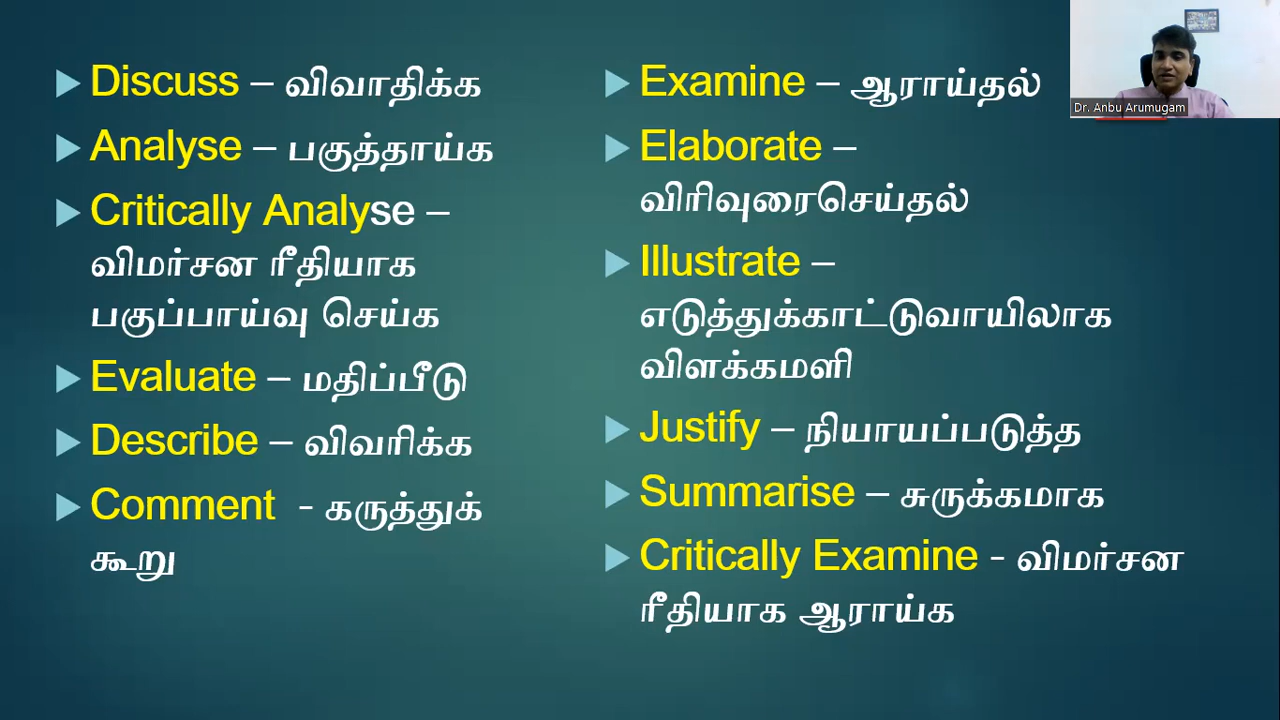 Discuss – விவாதிக்க
Analyse – பகுத்தாய்க
Critically Analyse –
விமர்சன ரீதியாக
பகுப்பாய்வு செய்க
Evaluate – மதிப்பீடு
Describe – விவரிக்க
Comment - கருத்துக்
கூறு
Examine – ஆராய்தல்
Elaborate –
விரிவுரைசெய்தல்
Illustrate –
எடுத்துக்காட்டுவாயிலாக
விளக்கமளி
Justify – நியாயப்படுத்த
Summarise – சுருக்கமாக
Critically Examine - விமர்சன
ரீதியாக ஆராய்க
Dr. Anbu Arumugam